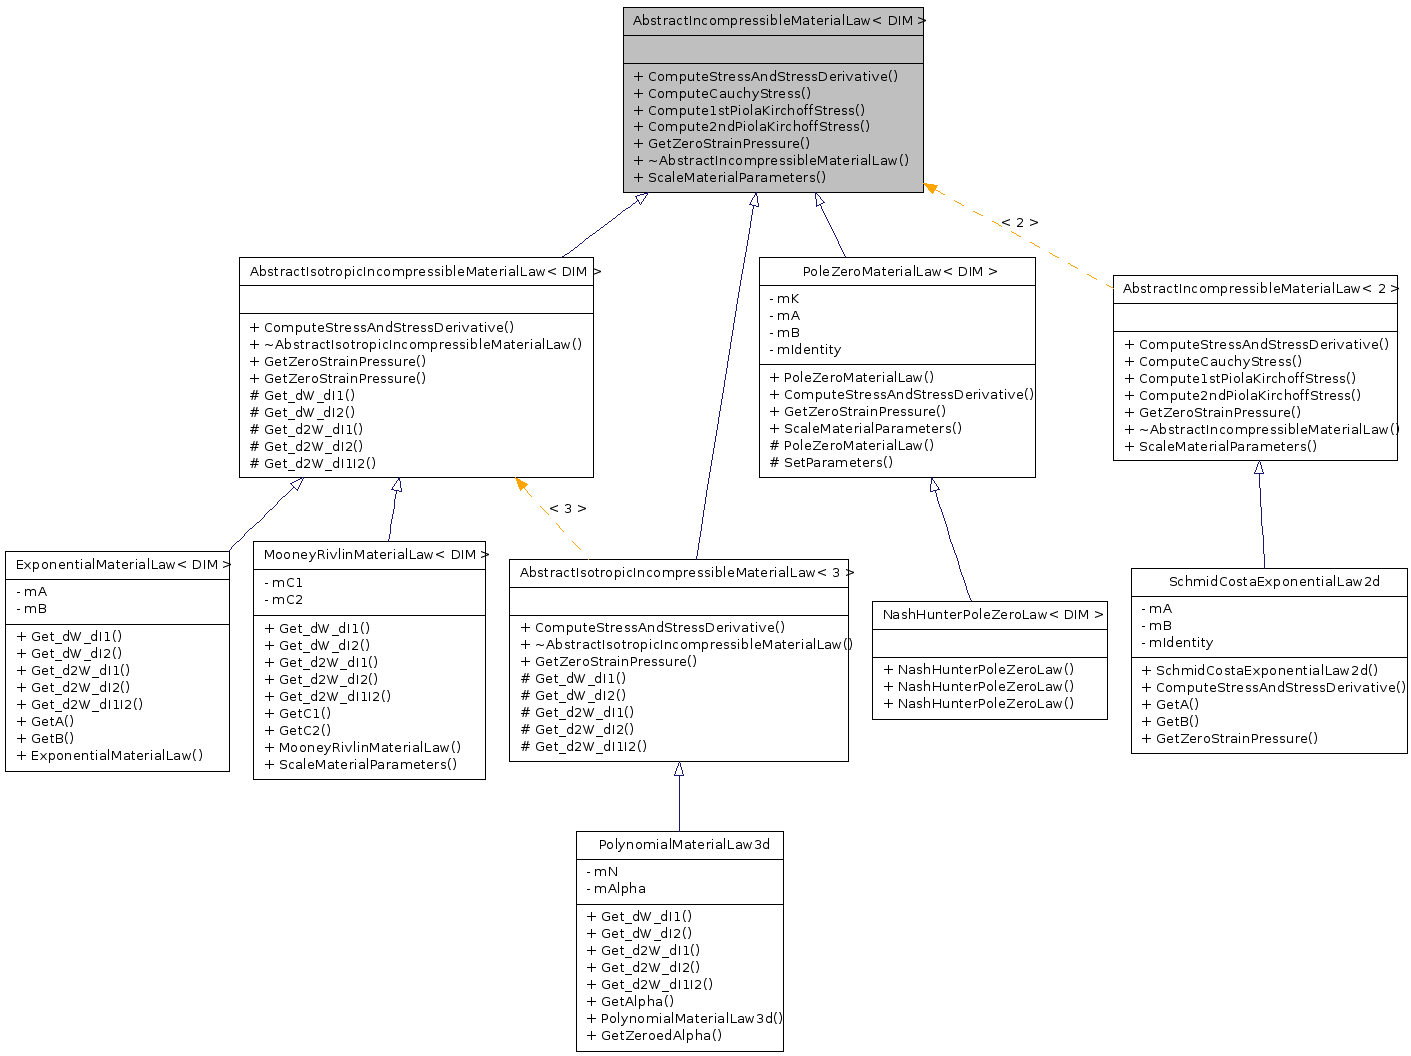 AbstractIncompressibleMaterialLaw< DIM >
+ ComputeStressAndStressDerivative()
+ ComputeCauchyStress()
+ Compute1stPiolaKirchoffStress()
+ Compute2ndPiolaKirchoffStress()
+ GetZeroStrainPressure()
+ ~AbstractIncompressibleMaterialLaw()
+ ScaleMaterialParameters()
< 2 >
AbstractIsotropicIncompressibleMaterialLaw< DIM >
+ ComputeStressAndStressDerivative()
+ ~AbstractIsotropicIncompressibleMaterialLaw()
+ GetZeroStrainPressure()
+ GetZeroStrainPressure()
# Get_dW_dI1()
# Get_dW_dI2()
# Get_d2W_dI1()
# Get_d2W_dI2()
# Get_d2W_dI1I2()
PoleZeroMaterialLaw< DIM >
- mK
- mA
- mB
- mIdentity
+ PoleZeroMaterialLaw()
+ ComputeStressAndStressDerivative()
+ GetZeroStrainPressure()
+ ScaleMaterialParameters()
# PoleZeroMaterialLaw()
# SetParameters()
AbstractIncompressibleMaterialLaw< 2 >
+ ComputeStressAndStressDerivative()
+ ComputeCauchyStress()
+ Compute1stPiolaKirchoffStress()
+ Compute2ndPiolaKirchoffStress()
+ GetZeroStrainPressure()
+ ~AbstractIncompressibleMaterialLaw()
+ ScaleMaterialParameters()
< 3 >
ExponentialMaterialLaw< DIM >
- mA
- mB
+ Get_dW_dI1()
+ Get_dW_dI2()
+ Get_d2W_dI1()
+ Get_d2W_dI2()
+ Get_d2W_dI1I2()
+ GetA()
+ GetB()
+ ExponentialMaterialLaw()
MooneyRivlinMaterialLaw< DIM >
- mC1
- mC2
+ Get_dW_dI1()
+ Get_dW_dI2()
+ Get_d2W_dI1()
+ Get_d2W_dI2()
+ Get_d2W_dI1I2()
+ GetC1()
+ GetC2()
+ MooneyRivlinMaterialLaw()
+ ScaleMaterialParameters()
AbstractIsotropicIncompressibleMaterialLaw< 3 >
+ ComputeStressAndStressDerivative()
+ ~AbstractIsotropicIncompressibleMaterialLaw()
+ GetZeroStrainPressure()
# Get_dW_dI1()
# Get_dW_dI2()
# Get_d2W_dI1()
# Get_d2W_dI2()
# Get_d2W_dI1I2()
NashHunterPoleZeroLaw< DIM >
+ NashHunterPoleZeroLaw()
+ NashHunterPoleZeroLaw()
+ NashHunterPoleZeroLaw()
SchmidCostaExponentialLaw2d
- mA
- mB
- mIdentity
+ SchmidCostaExponentialLaw2d()
+ ComputeStressAndStressDerivative()
+ GetA()
+ GetB()
+ GetZeroStrainPressure()
PolynomialMaterialLaw3d
- mN
- mAlpha
+ Get_dW_dI1()
+ Get_dW_dI2()
+ Get_d2W_dI1()
+ Get_d2W_dI2()
+ Get_d2W_dI1I2()
+ GetAlpha()
+ PolynomialMaterialLaw3d()
+ GetZeroedAlpha()